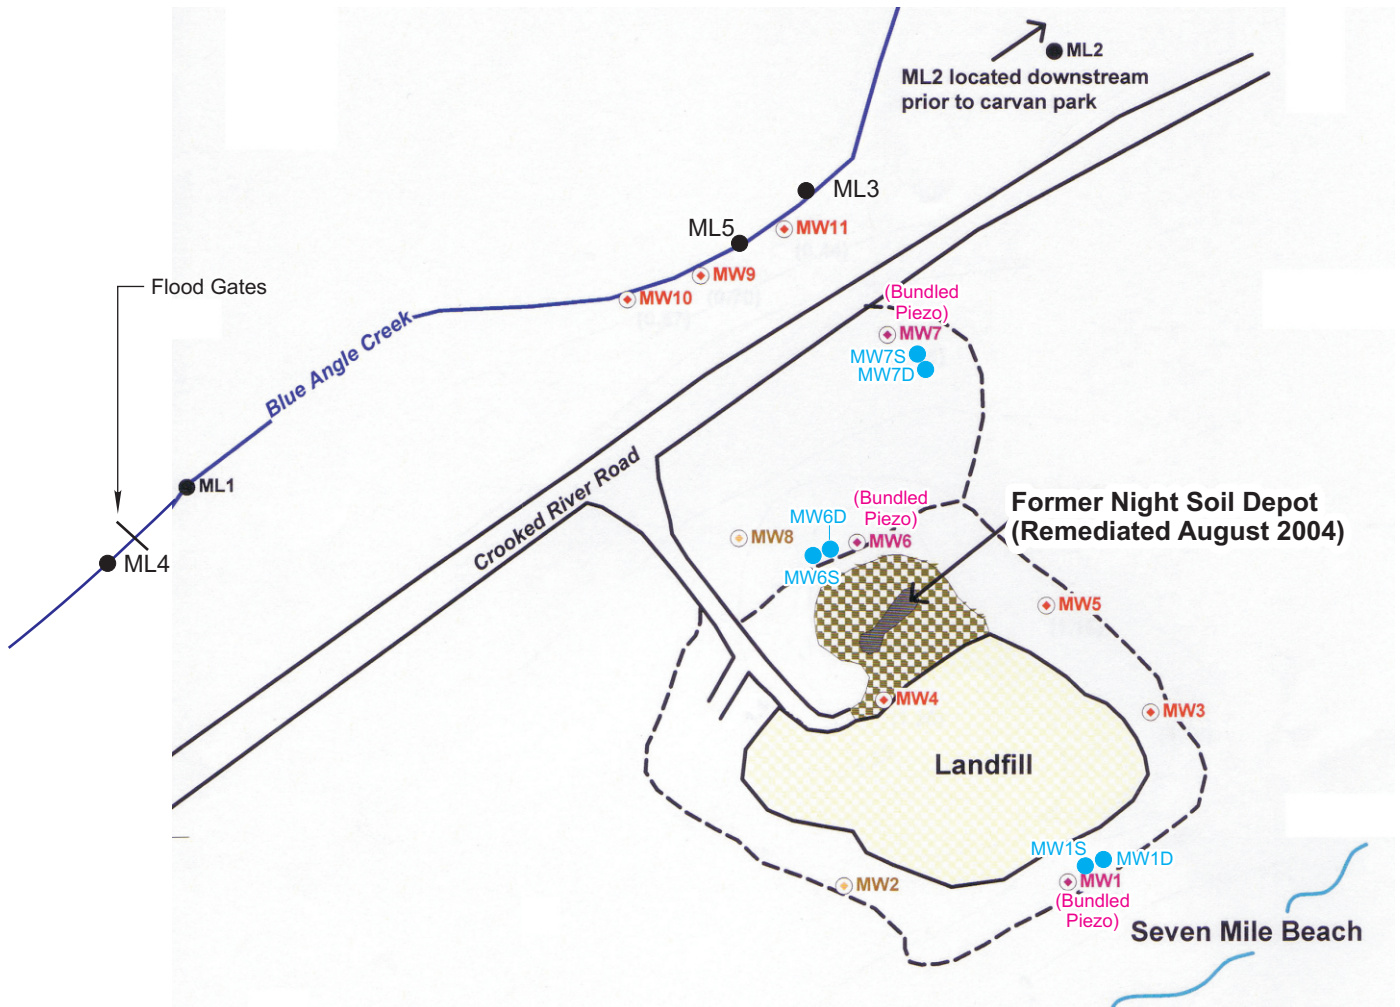 ML2
ML2 located downstream
prior to carvan park
ML3
ML5
MW11
MW9
MW10
Flood Gates
(Bundled
Piezo)
MW7
MW7S
MW7D
Blue Angle Creek
ML1
ML4
Crooked River Road
(Bundled
Piezo)
MW6D
MW8
MW6
MW6S
Former Night Soil Depot
(Remediated August 2004)
MW5
MW4
MW3
Landfill
MW1S
MW1D
MW2
MW1
(Bundled
Piezo)
Seven Mile Beach